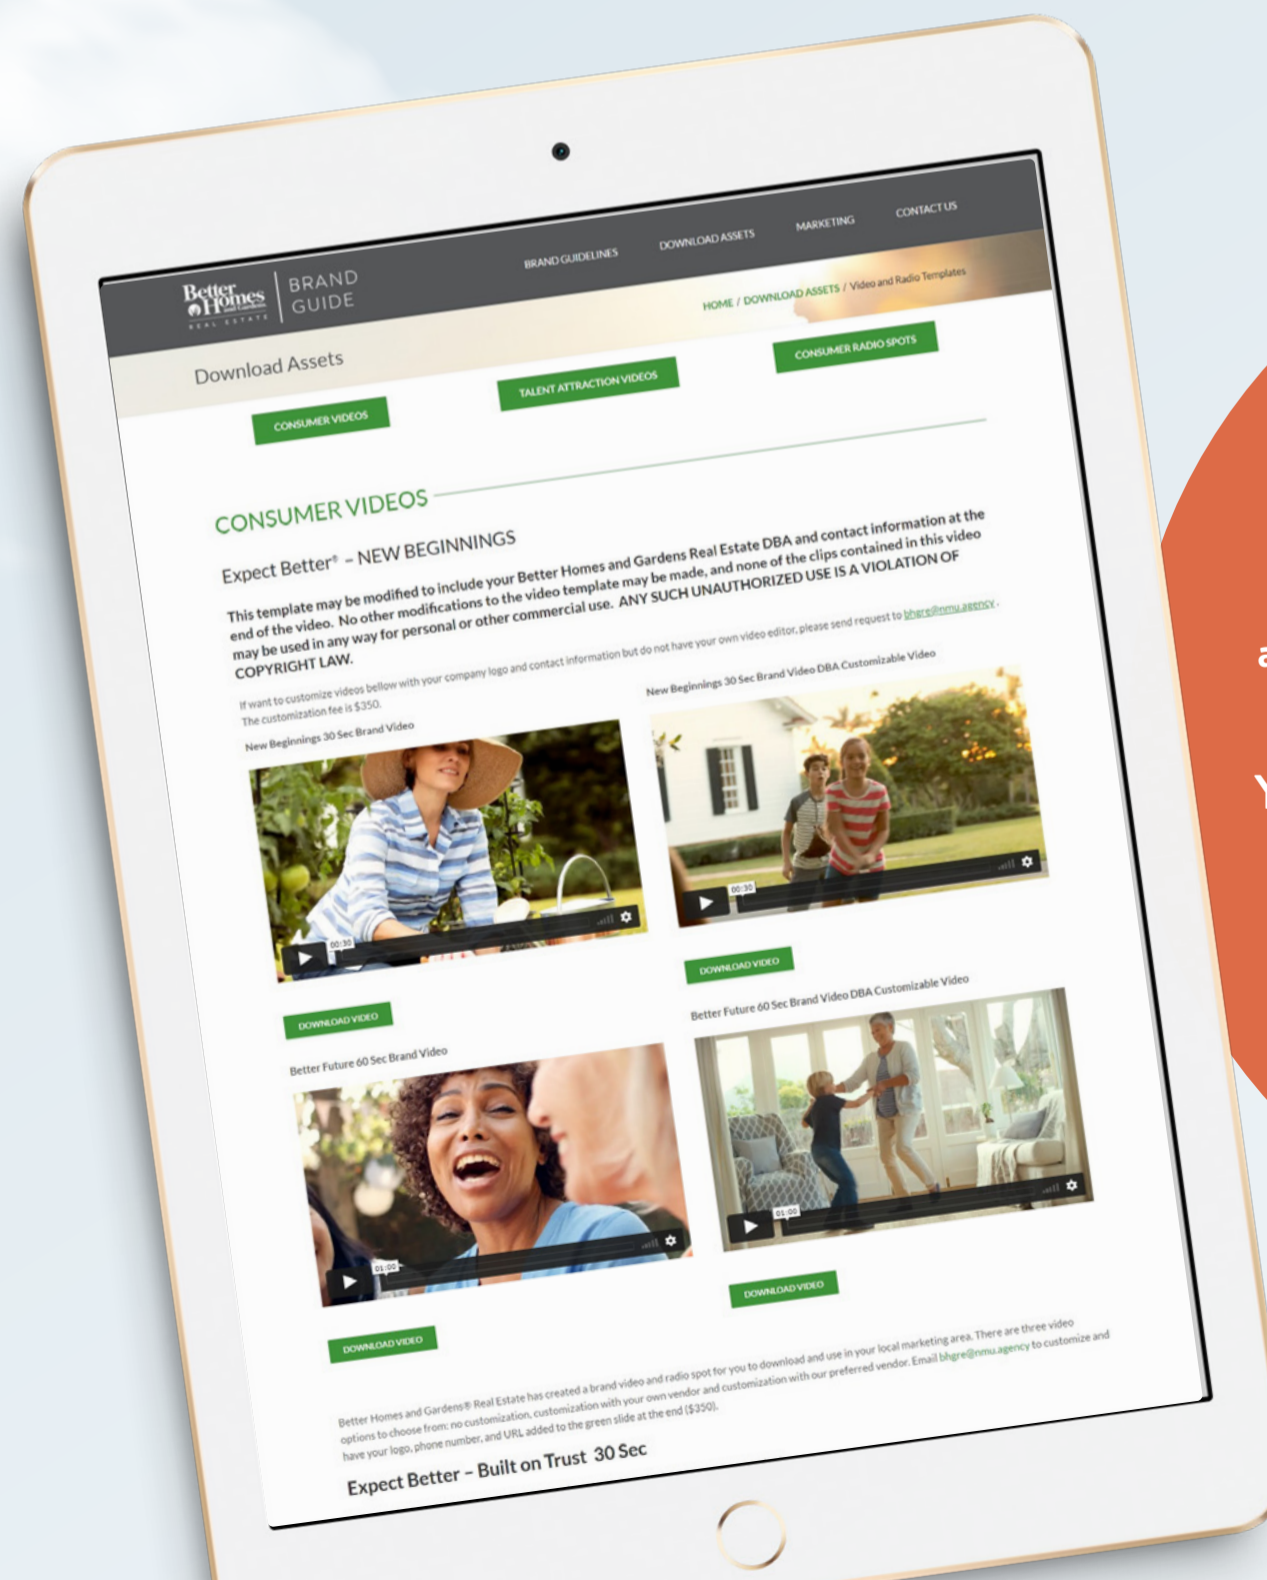 Better
Homes
and Gardens
REAL ESTATE
BRAND
GUIDE
BRAND GUIDELINES
DOWNLOAD ASSETS
MARKETING
CONTACT US
Download Assets
HOME / DOWNLOAD ASSETS / Video and Radio Templates
CONSUMER VIDEOS
TALENT ATTRACTION VIDEOS
CONSUMER RADIO SPOTS
CONSUMER VIDEOS
Expect Better® – NEW BEGINNINGS
This template may be modified to include your Better Homes and Gardens Real Estate DBA and contact information at the
end of the video. No other modifications to the video template may be made, and none of the clips contained in this video
may be used in any way for personal or other commercial use. ANY SUCH UNAUTHORIZED USE IS A VIOLATION OF
COPYRIGHT LAW.
If want to customize videos bellow with your company logo and contact information but do not have your own video editor, please send request to bhgre@nmu.agency.
The customization fee is $350.
New Beginnings 30 Sec Brand Video
New Beginnings 30 Sec Brand Video DBA Customizable Video
00:30
00:30
DOWNLOAD VIDEO
DOWNLOAD VIDEO
Better Future 60 Sec Brand Video
Better Future 60 Sec Brand Video DBA Customizable Video
01:00
01:00
DOWNLOAD VIDEO
DOWNLOAD VIDEO
Better Homes and Gardens® Real Estate has created a brand video and radio spot for you to download and use in your local marketing area. There are three video
options to choose from: no customization, customization with your own vendor and customization with our preferred vendor. Email bhgre@nmu.agency to customize and
have your logo, phone number, and URL added to the green slide at the end ($350).
Expect Better – Built on Trust 30 Sec